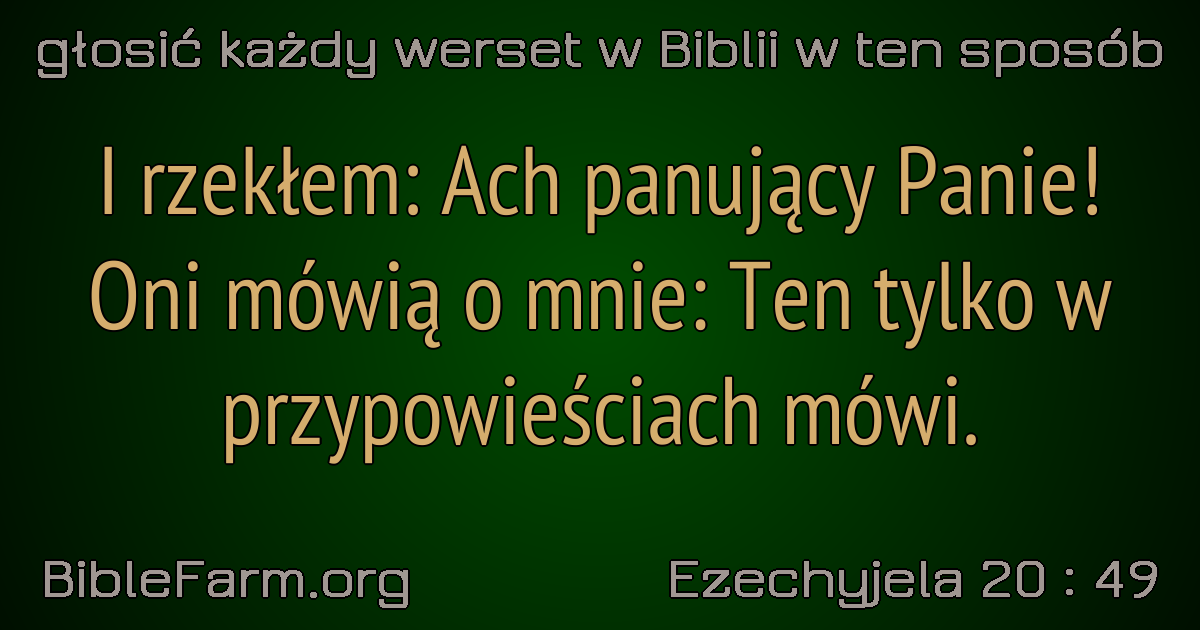 głosić każdy werset w Biblii w ten sposób
I rzekłem: Ach panujący Panie!
Oni mówią o mnie: Ten tylko w
przypowieściach mówi.
BibleFarm.org
Ezechyjela 20 : 49